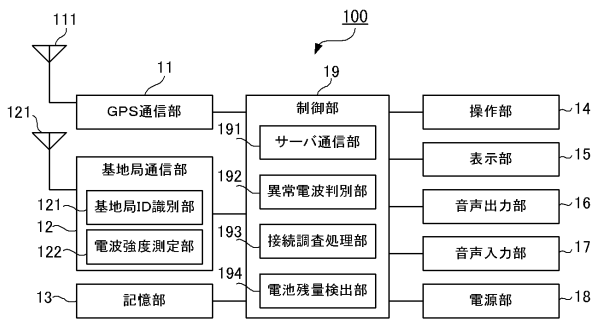 100
111
11
GPS通信部
121
基地局通信部
121
基地局ID識別部
12
122
電波強度測定部
13
記憶部
19
制御部
191
サーバ通信部
192
異常電波判別部
193
接続調査処理部
194
電池残量検出部
操作部
14
表示部
15
音声出力部
16
音声入力部
17
電源部
18